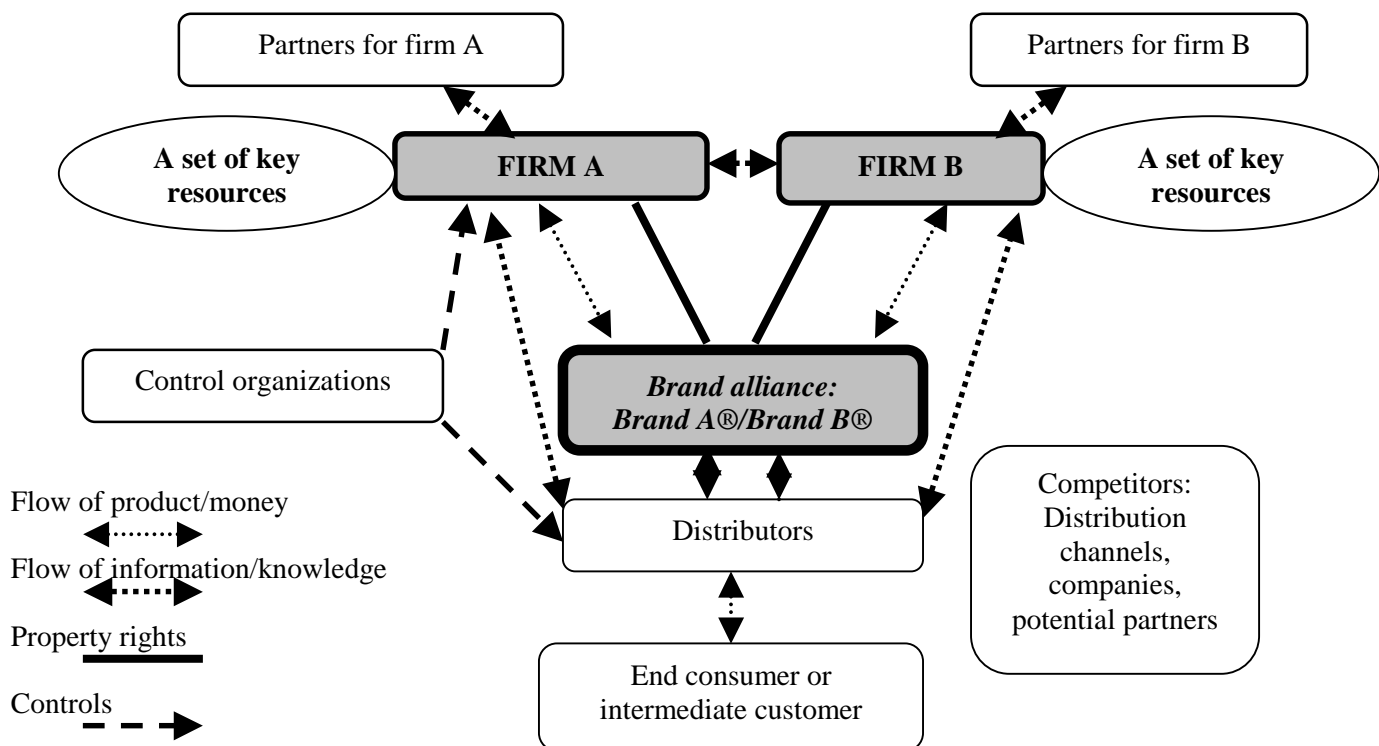 Partners for firm A
Partners for firm B
A set of key
resources
FIRM A
FIRM B
A set of key
resources
Control organizations
Brand alliance:
Brand A®/Brand B®
Flow of product/money
Flow of information/knowledge
Property rights
Controls
Distributors
Competitors:
Distribution
channels,
companies,
potential partners
End consumer or
intermediate customer